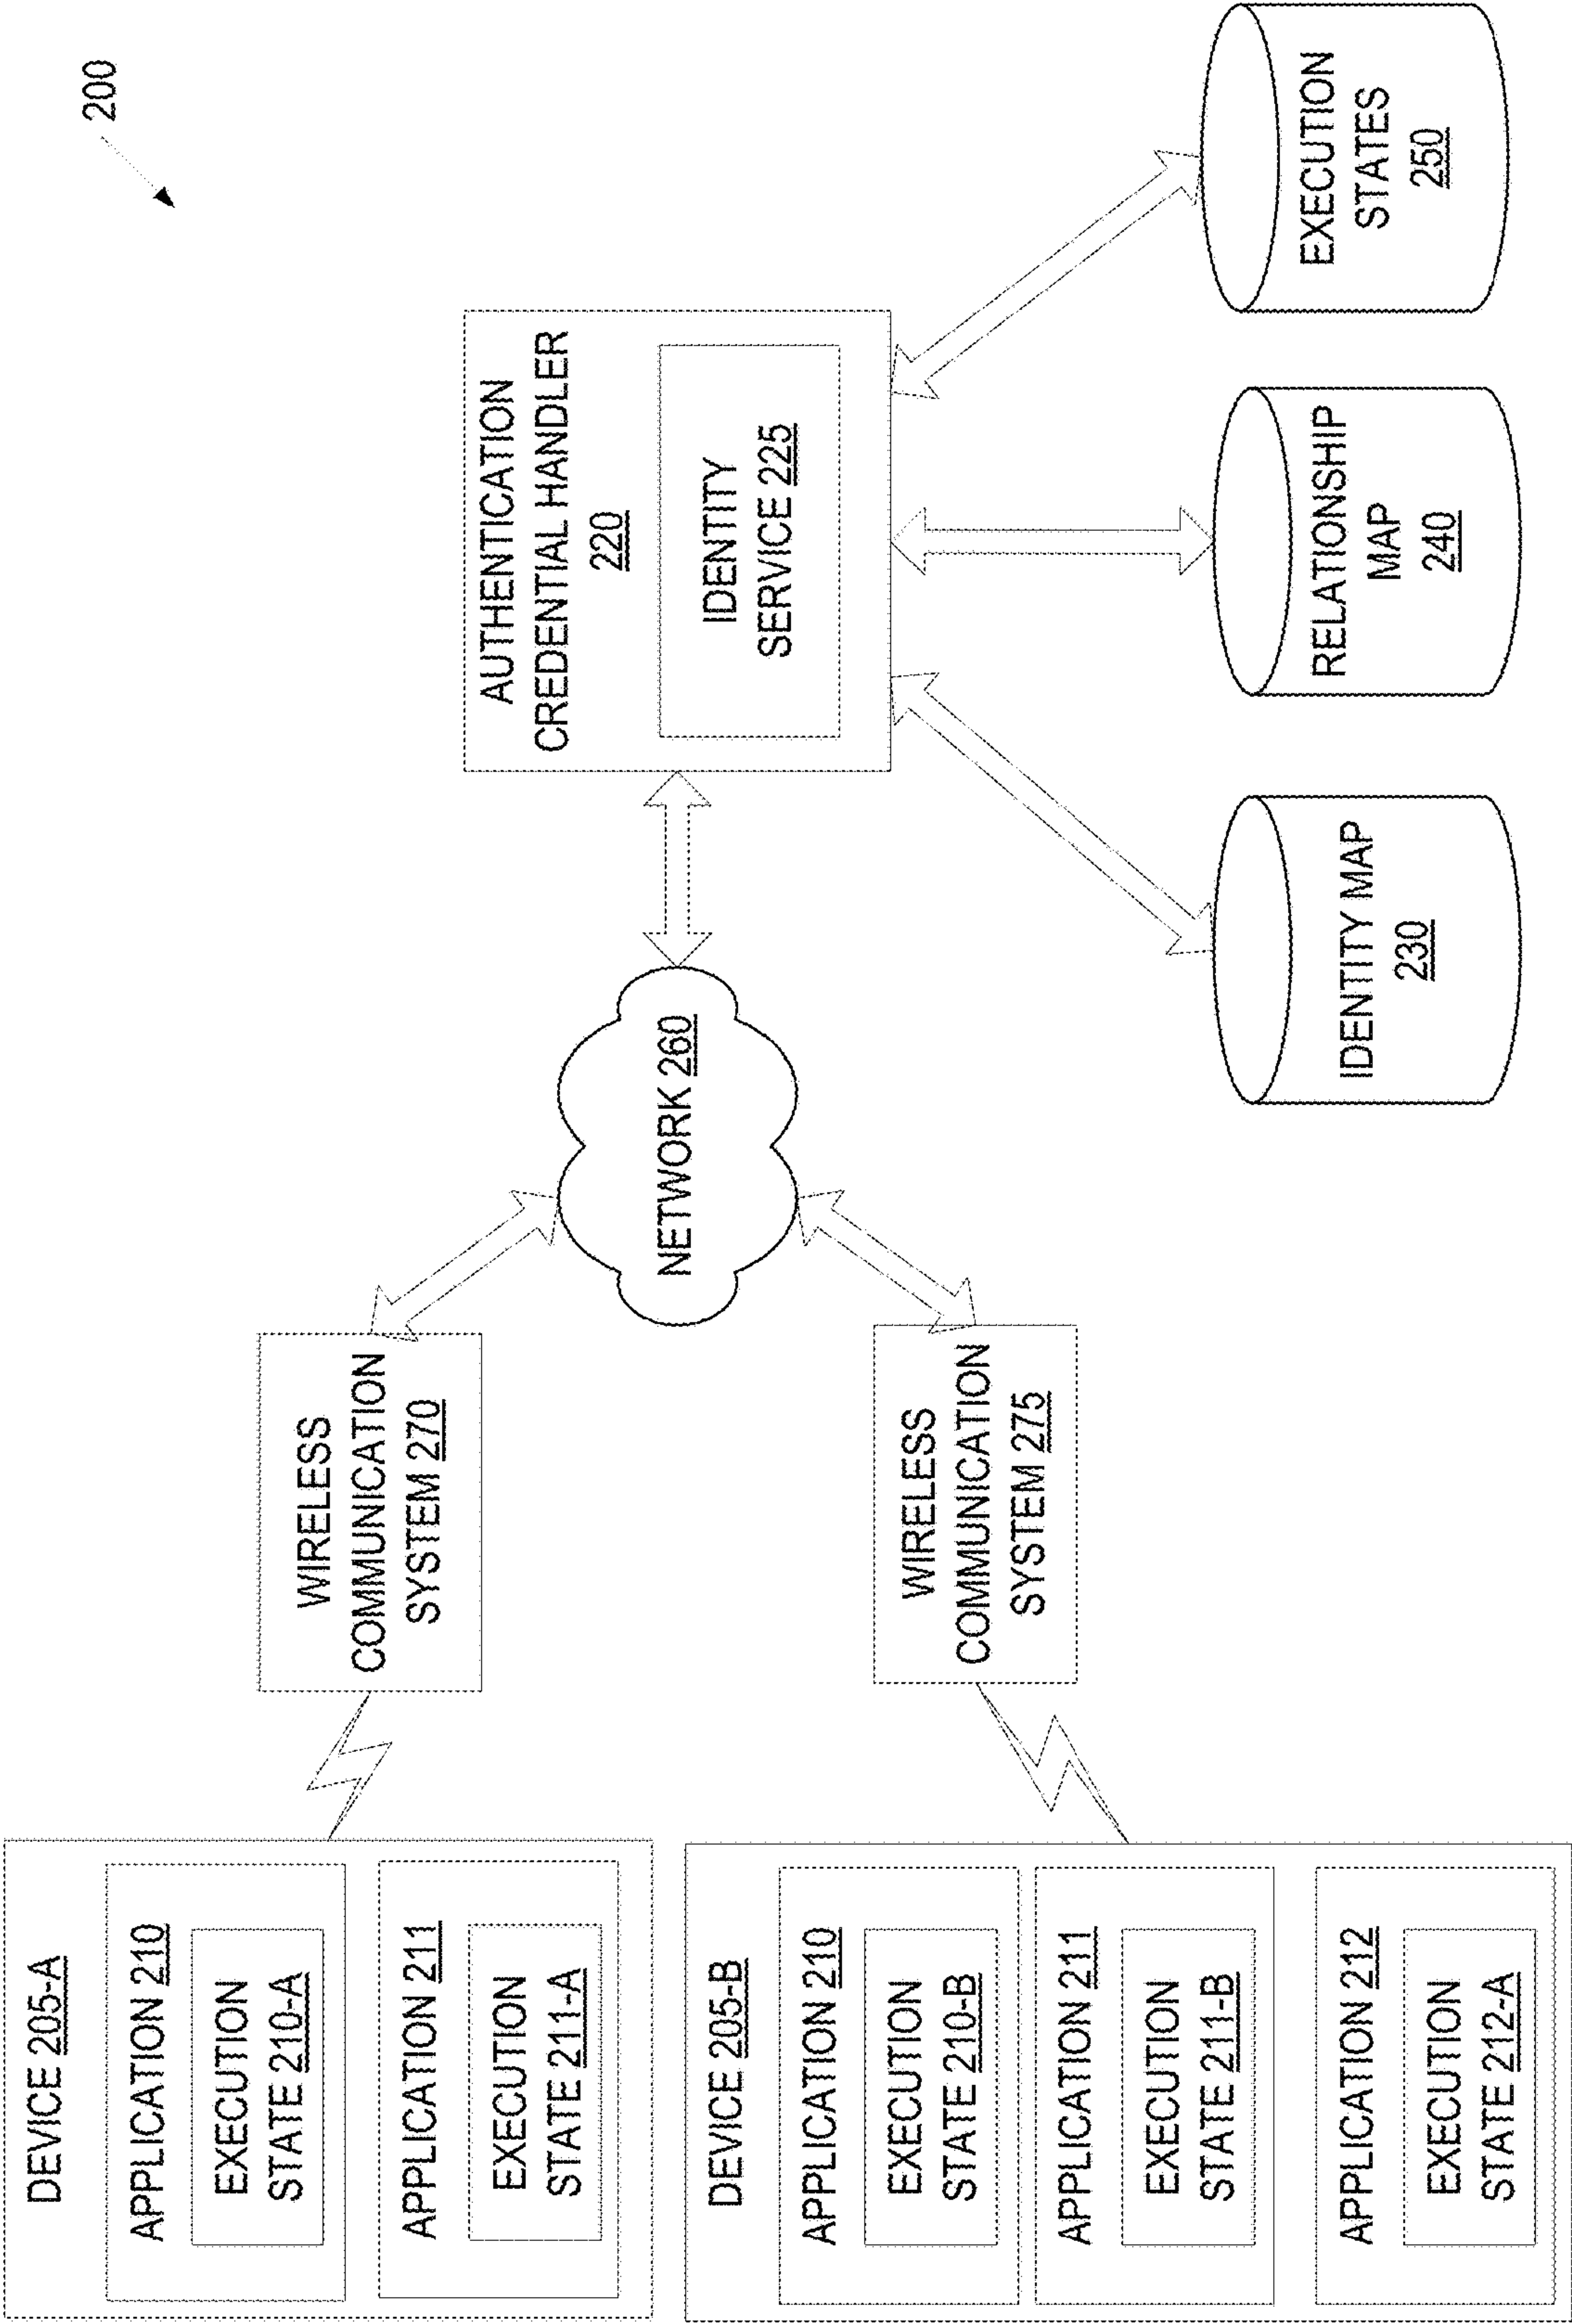 200
DEVICE 205-A
APPLICATION 210
EXECUTION
STATE 210-A
APPLICATION 211
EXECUTION
STATE 211-A
DEVICE 205-B
APPLICATION 210
EXECUTION
STATE 210-B
APPLICATION 211
EXECUTION
STATE 211-B
APPLICATION 212
EXECUTION
STATE 212-A
WIRELESS
COMMUNICATION
SYSTEM 270
WIRELESS
COMMUNICATION
SYSTEM 275
NETWORK 260
AUTHENTICATION
CREDENTIAL HANDLER
220
IDENTITY
SERVICE 225
IDENTITY MAP
230
RELATIONSHIP
MAP
240
EXECUTION
STATES
250